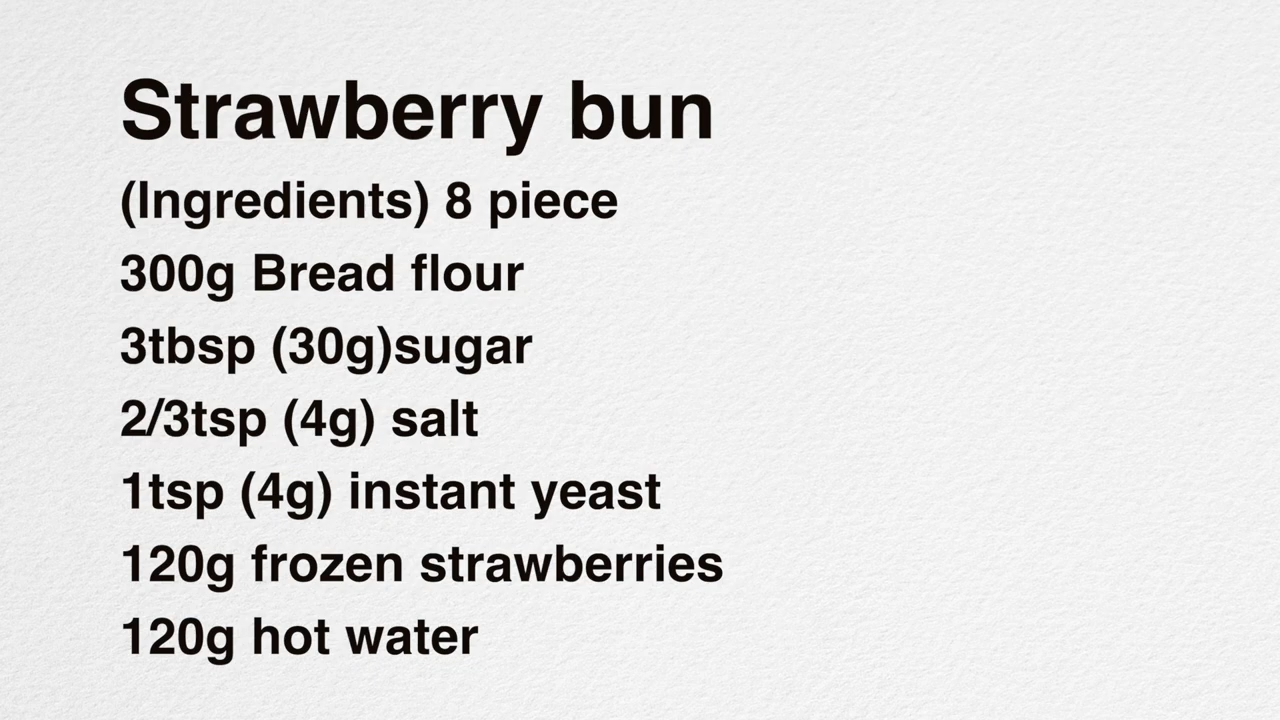 Strawberry bun
(Ingredients) 8 piece
300g Bread flour
3tbsp (30g)sugar
2/3tsp (4g) salt
1tsp (4g) instant yeast
120g frozen strawberries
120g hot water